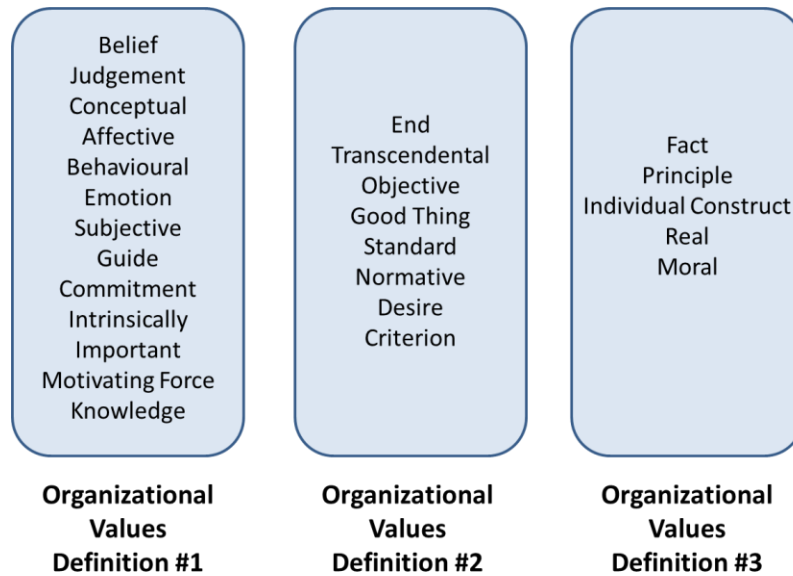 Belief
Judgement
Conceptual
Affective
Behavioural
Emotion
Subjective
Guide
Commitment
Intrinsically
Important
Motivating Force
Knowledge
Organizational
Values
Definition #1
End
Transcendental
Objective
Good Thing
Standard
Normative
Desire
Criterion
Organizational
Values
Definition #2
Fact
Principle
Individual Construct
Real
Moral
Organizational
Values
Definition #3